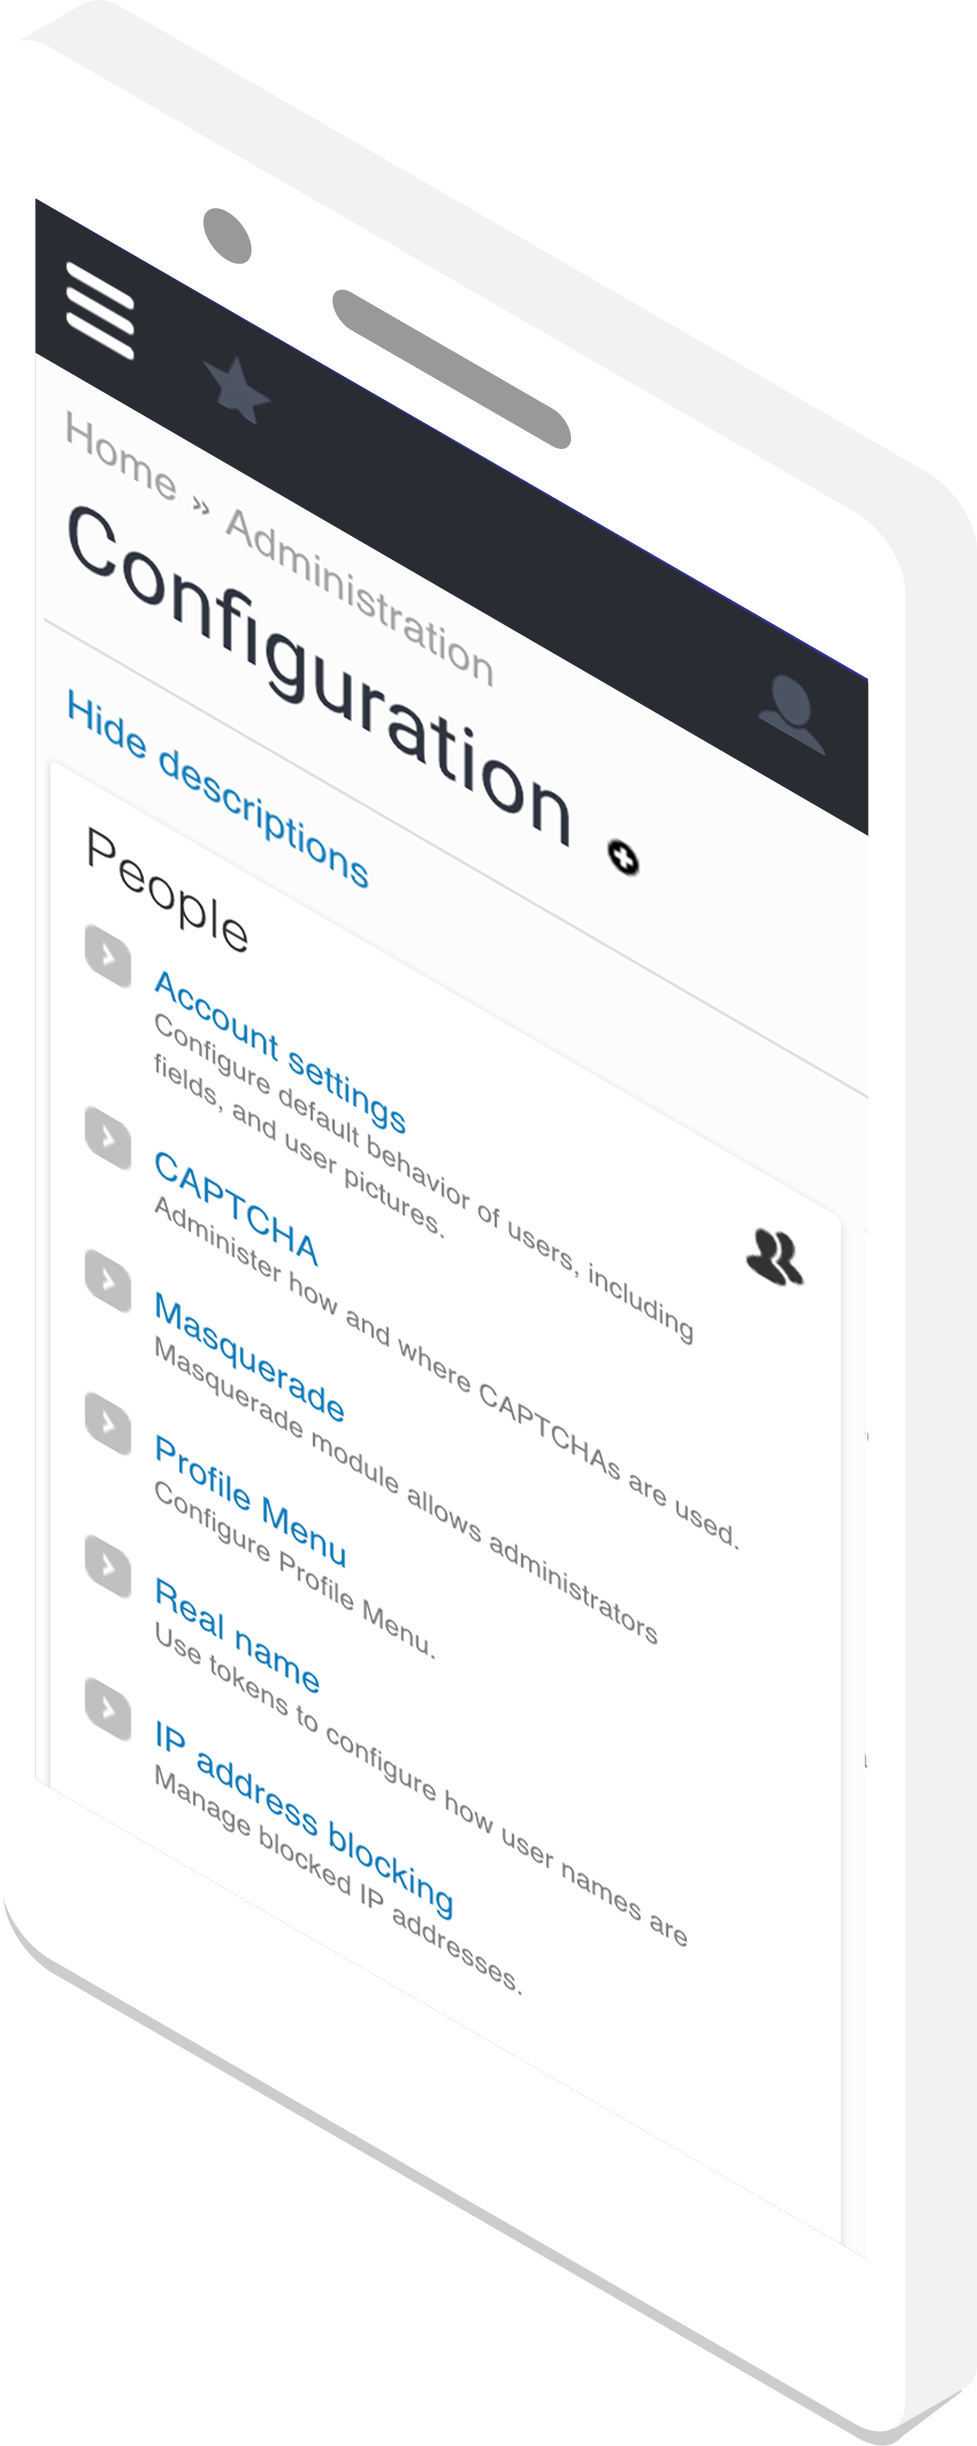 Home » Administration
Configuration
Hide descriptions
People
Account settings
Configure default behavior of users, including
fields, and user pictures.
CAPTCHA
Administer how and where CAPTCHAs are used.
Masquerade
Masquerade module allows administrators
Profile Menu
Configure Profile Menu.
Real name
Use tokens to configure how user names are
IP address blocking
Manage blocked IP addresses.